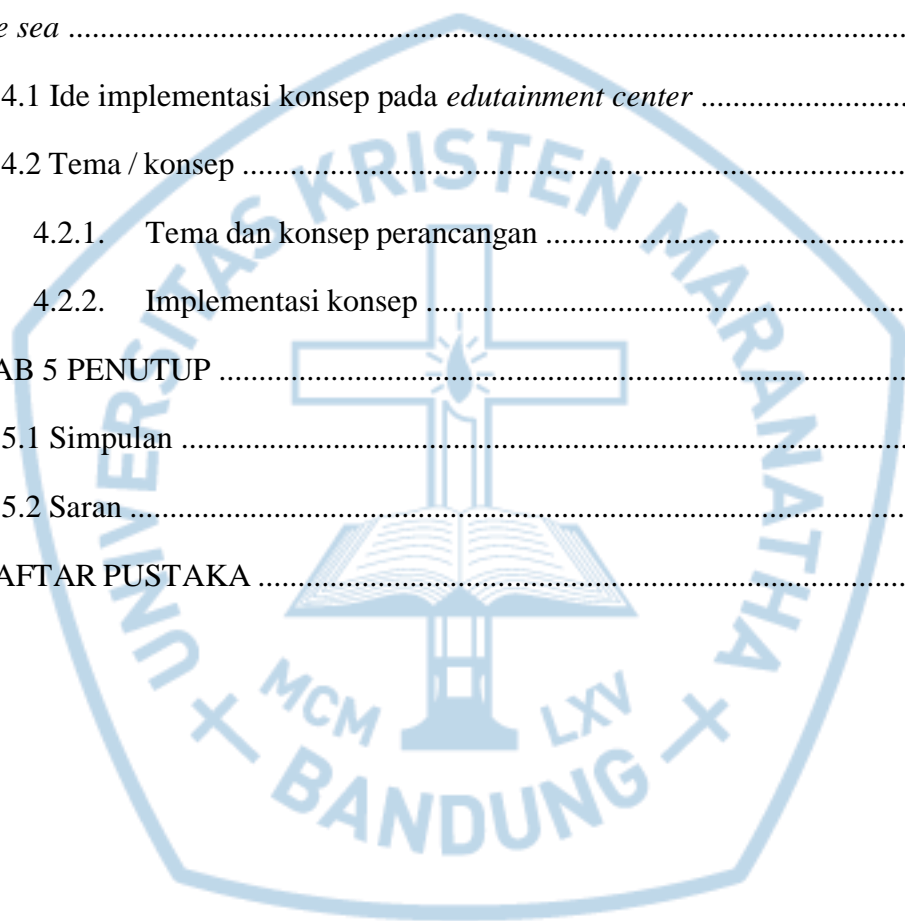 e sea ........................................................................................
4.1 Ide implementasi konsep pada edutainment center ......................
4.2 Tema / konsep .......................................................................
4.2.1. Tema dan konsep perancangan .......................................
4.2.2. Implementasi konsep .....................................................
AB 5 PENUTUP ........................................................................
5.1 Simpulan ..............................................................................
5.2 Saran ....................................................................................
AFTAR PUSTAKA ....................................................................
UNIVERSITAS KRISTEN MARANATHA
MCM LXV
BANDUNG